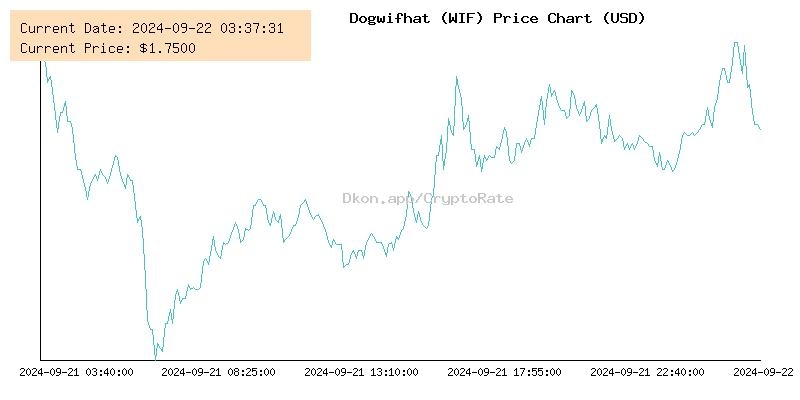 Dogwifhat (WIF) Price Chart (USD)
Current Date: 2024-09-22 03:37:31
Current Price: $1.7500
Dkon.app/CryptoRate
2024-09-21 03:40:00 2024-09-21 08:25:00 2024-09-21 13:10:00 2024-09-21 17:55:00 2024-09-21 22:40:00 2024-09-22